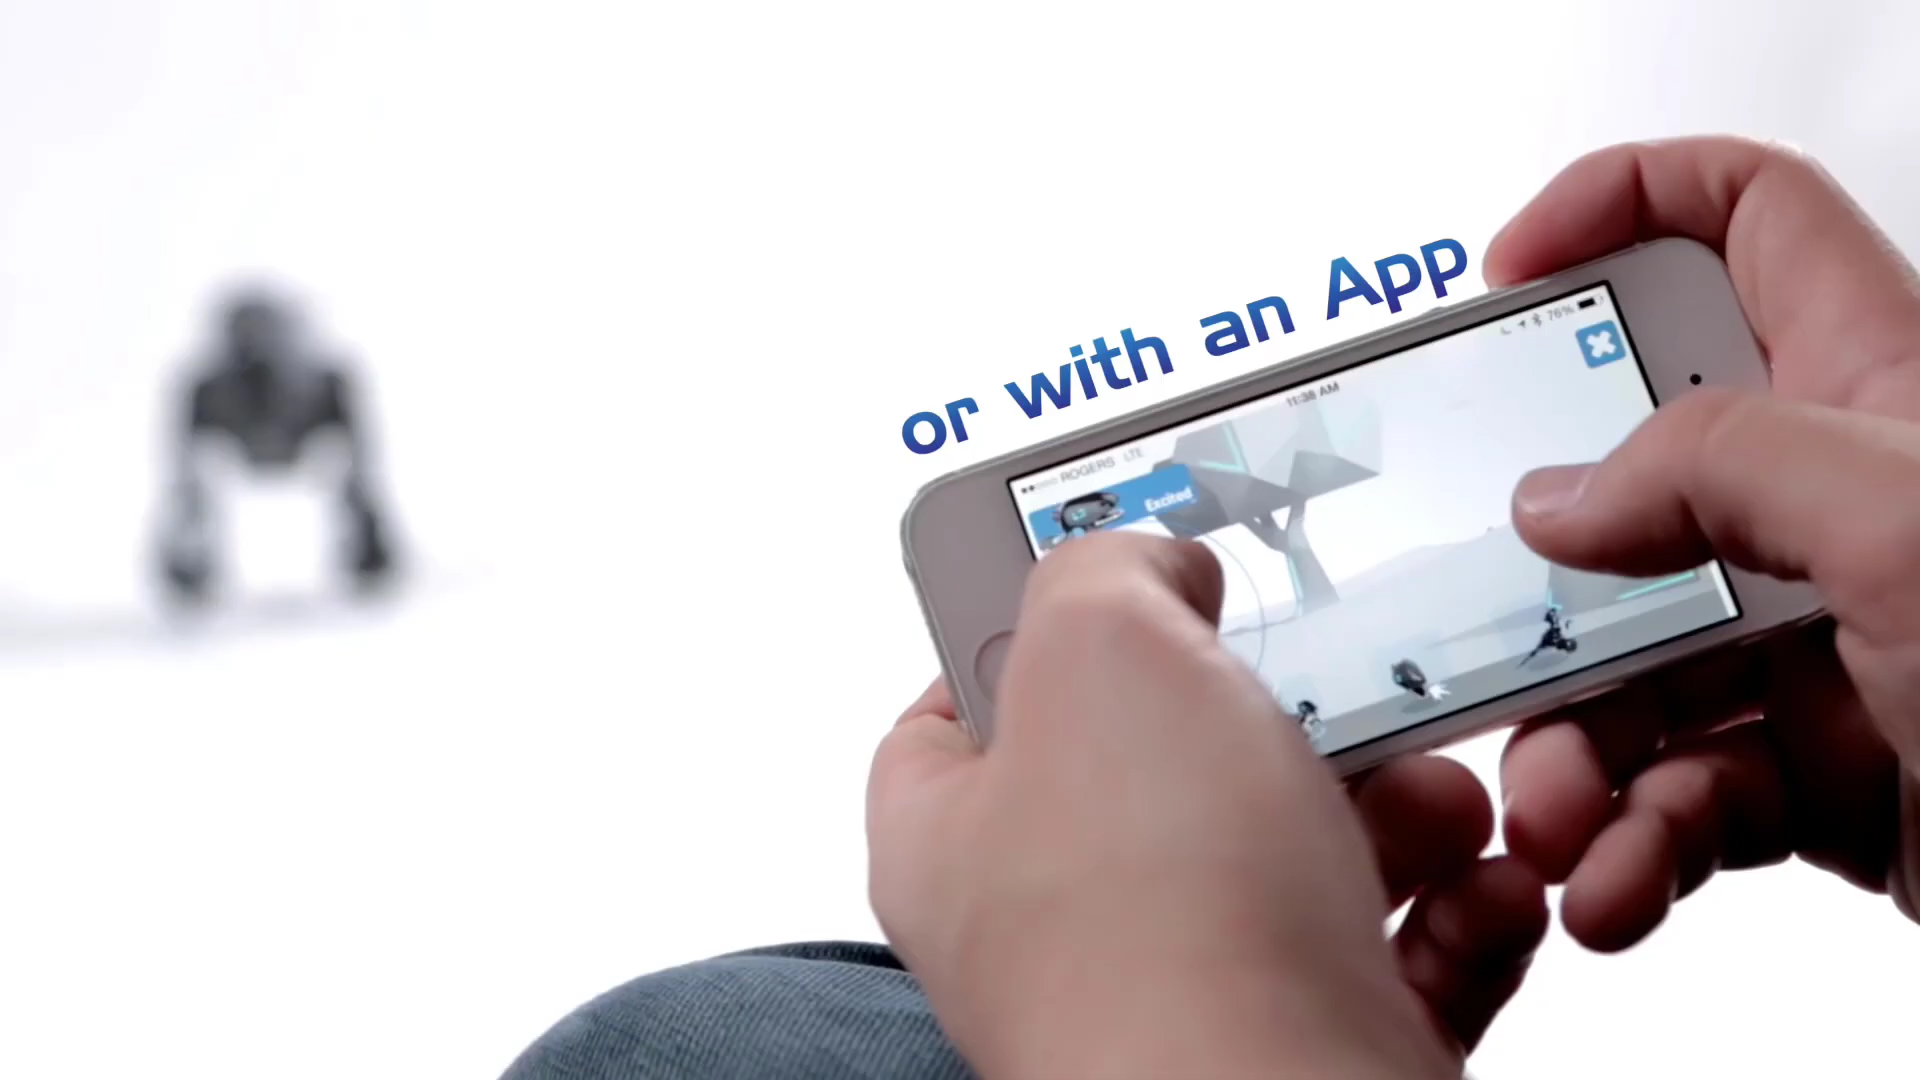 or with an App
76%
11:38 AM
ROGERS LTE
Excited